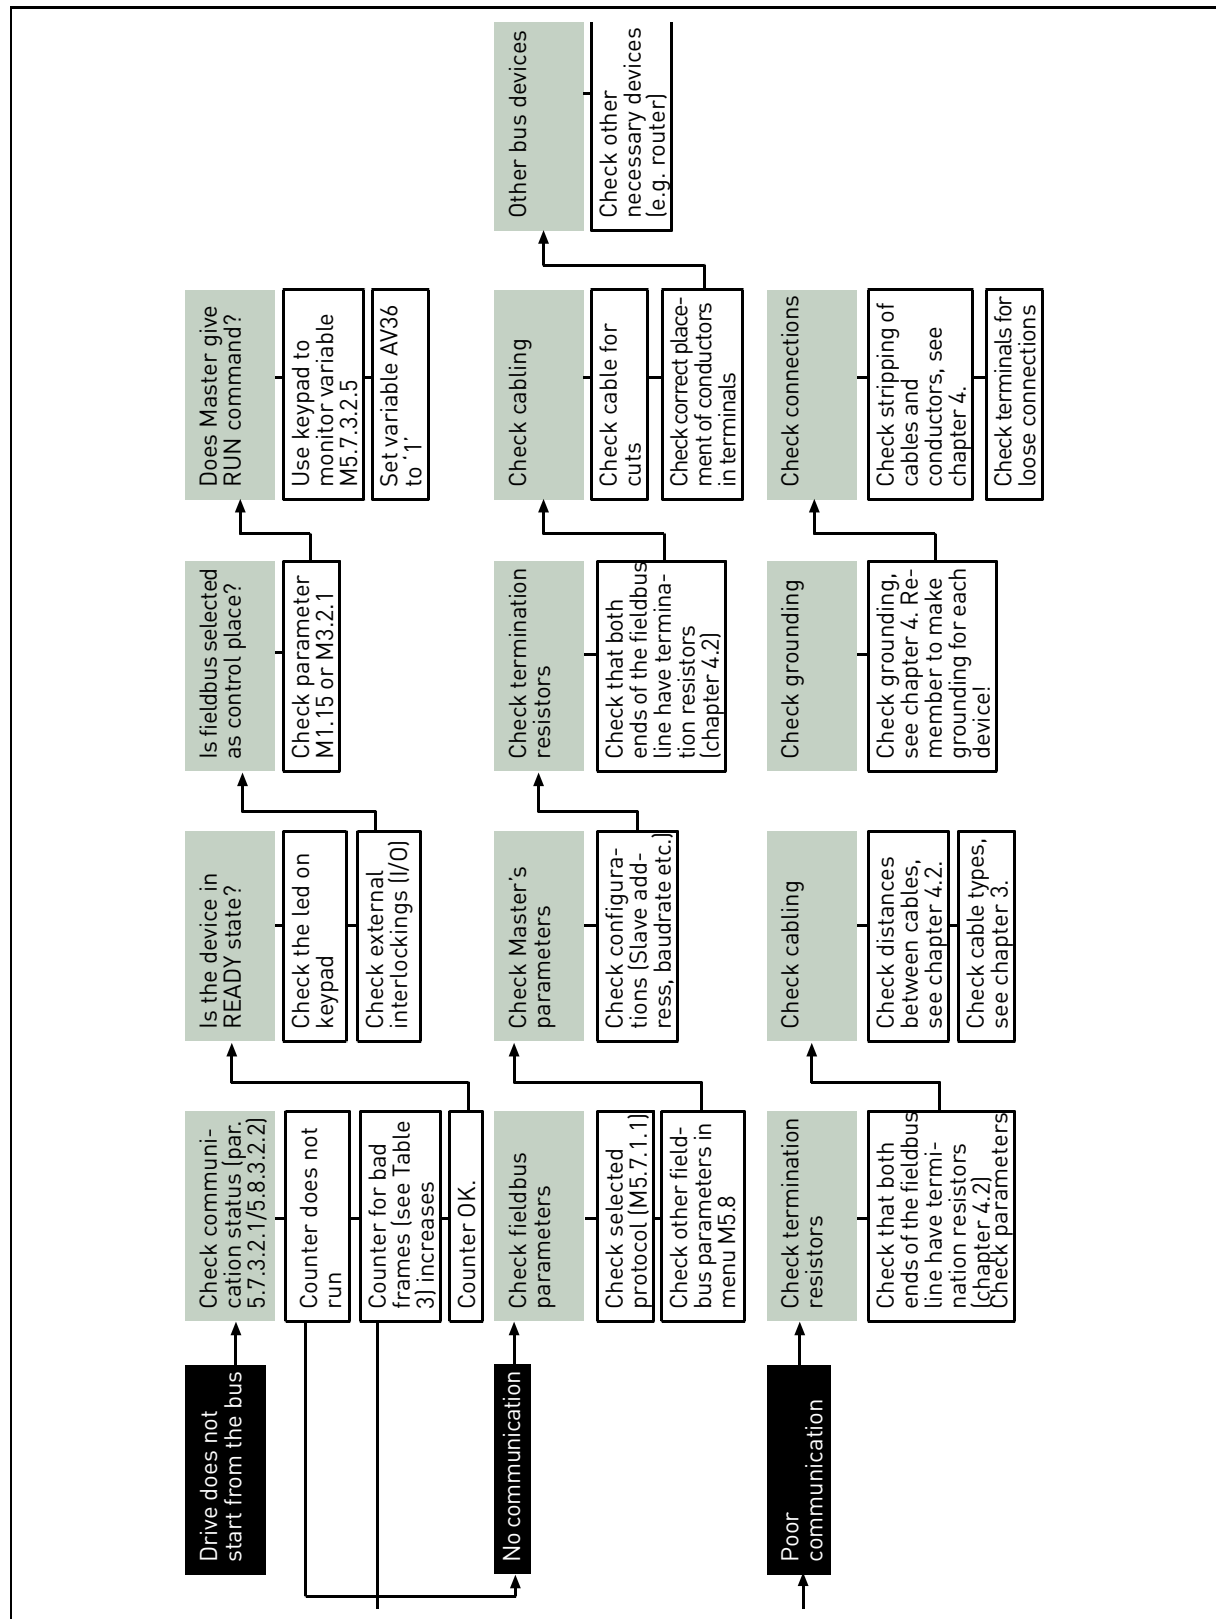 Drive does not
start from the bus
Check communi-
cation status (par.
5.7.3.2.1/5.8.3.2.2)
Counter does not
run
Counter for bad
frames (see Table
3) increases
Counter OK.
Is the device in
READY state?
Check the led on
keypad
Check external
interlockings (I/O)
Is fieldbus selected
as control place?
Check parameter
M1.15 or M3.2.1
Does Master give
RUN command?
Use keypad to
monitor variable
M5.7.3.2.5
Set variable AV36
to ‘1’
No communication
Check fieldbus
parameters
Check selected
protocol (M5.7.1.1)
Check other field-
bus parameters in
menu M5.8
Check Master’s
parameters
Check configura-
tions (Slave add-
ress, baudrate etc.)
Check termination
resistors
Check that both
ends of the fieldbus
line have termina-
tion resistors
(chapter 4.2)
Check cabling
Check cable for
cuts
Check correct place-
ment of conductors
in terminals
Other bus devices
Check other
necessary devices
(e.g. router)
Poor
communication
Check termination
resistors
Check that both
ends of the fieldbus
line have termi-
nation resistors
(chapter 4.2)
Check parameters
Check cabling
Check distances
between cables,
see chapter 4.2.
Check cable types,
see chapter 3.
Check grounding
Check grounding,
see chapter 4. Re-
member to make
grounding for each
device!
Check connections
Check stripping of
cables and
conductors, see
chapter 4.
Check terminals for
loose connections